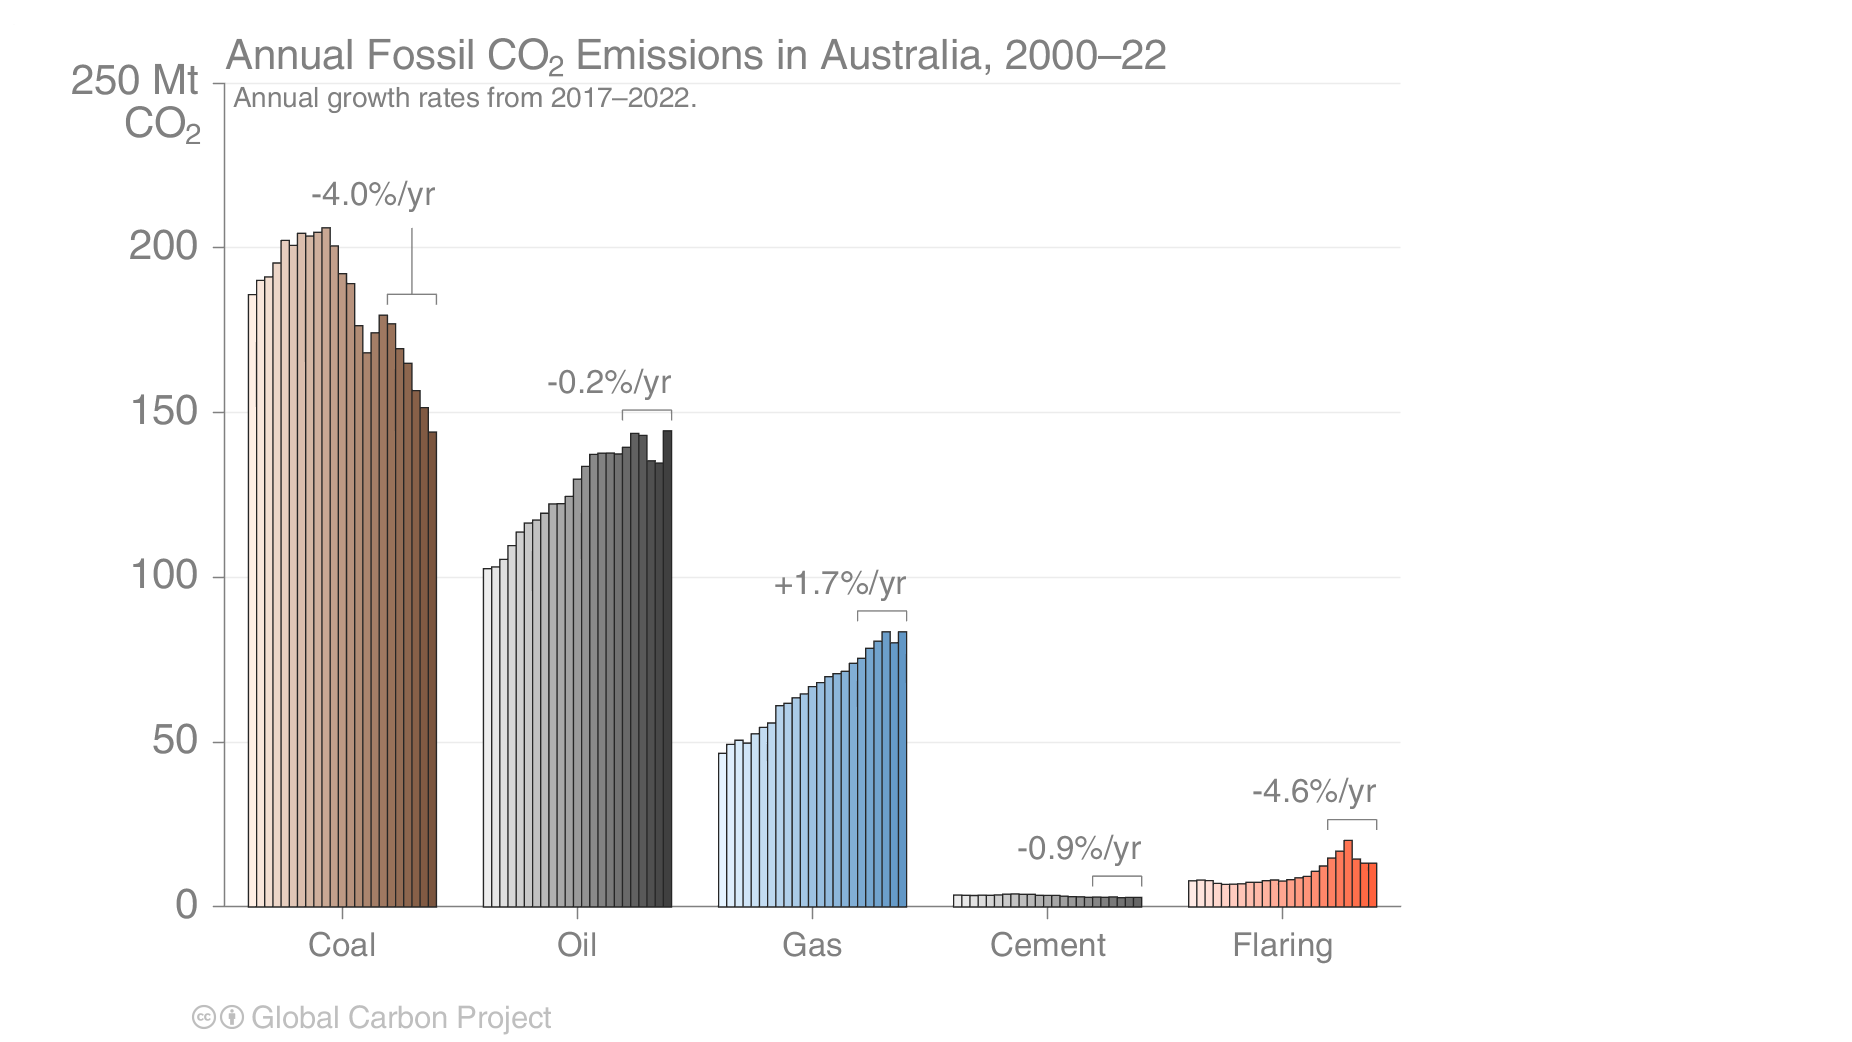 Annual Fossil CO₂ Emissions in Australia, 2000–22
250 Mt CO₂
Annual growth rates from 2017–2022.
200
150
100
50
0
-4.0%/yr
-0.2%/yr
+1.7%/yr
-0.9%/yr
-4.6%/yr
Coal
Oil
Gas
Cement
Flaring
cc Global Carbon Project